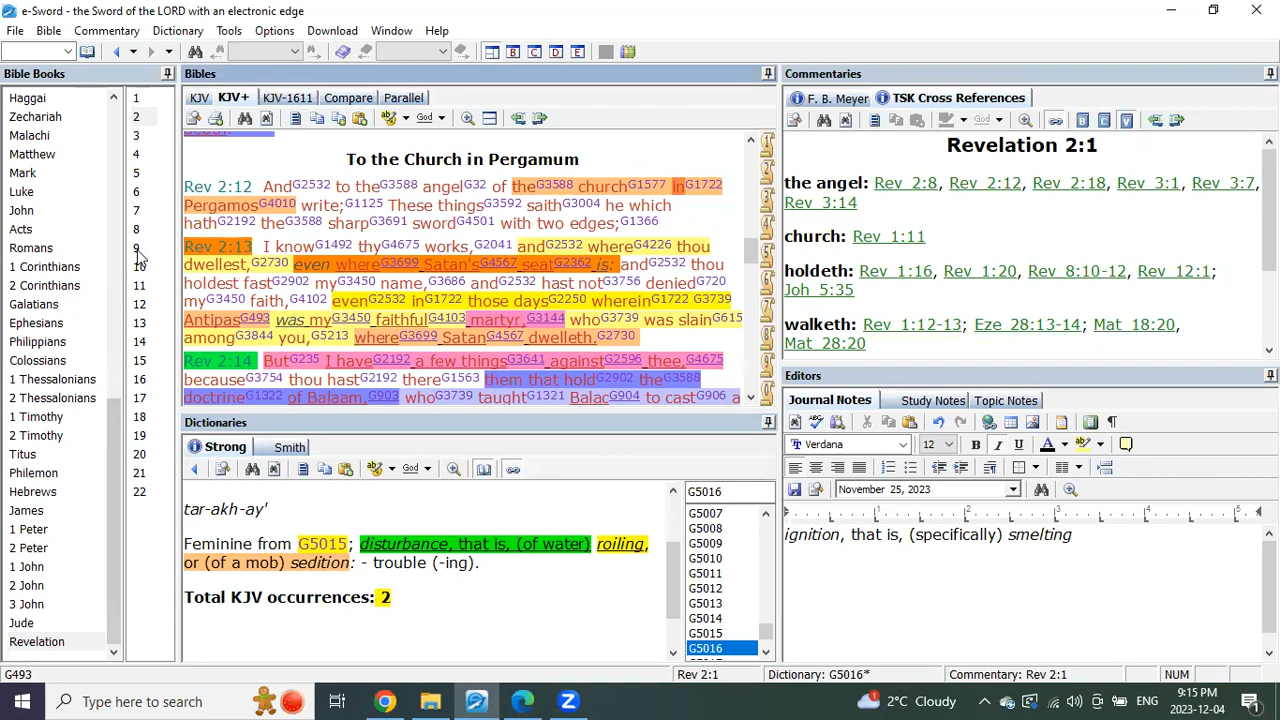 e-Sword - the Sword of the LORD with an electronic edge
File Bible Commentary Dictionary Tools Options Download Window Help
B C D E
Bible Books
Haggai
Zechariah
Malachi
Matthew
Mark
Luke
John
Acts
Romans
1 Corinthians
2 Corinthians
Galatians
Ephesians
Philippians
Colossians
1 Thessalonians
2 Thessalonians
1 Timothy
2 Timothy
Titus
Philemon
Hebrews
James
1 Peter
2 Peter
1 John
2 John
3 John
Jude
Revelation
1
2
3
4
5
6
7
8
9
10
11
12
13
14
15
16
17
18
19
20
21
22
Bibles
KJV KJV+ KJV-1611 Compare Parallel
God
death.
To the Church in Pergamum
Rev 2:12 AndG2532 to theG3588 angelG32 of theG3588 churchG1577 inG1722
PergamosG4010 write;G1125 These thingsG3592 saithG3004 he which
hathG2192 theG3588 sharpG3691 swordG4501 with two edges;G1366
Rev 2:13 I knowG1492 thyG4675 works,G2041 andG2532 whereG4226 thou
dwellest,G2730 even whereG3699 Satan'sG4567 seatG2362 is: andG2532 thou
holdest fastG2902 myG3450 name,G3686 andG2532 hast notG3756 deniedG720
myG3450 faith,G4102 evenG2532 inG1722 those daysG2250 whereinG1722 G3739
AntipasG493 was myG3450 faithfulG4103 martyr,G3144 whoG3739 was slainG615
amongG3844 you,G5213 whereG3699 SatanG4567 dwelleth.G2730
Rev 2:14 ButG235 I haveG2192 a few thingsG3641 againstG2596 thee,G4675
becauseG3754 thou hastG2192 thereG1563 them that holdG2902 theG3588
doctrineG1322 of Balaam,G903 whoG3739 taughtG1321 BalacG904 to castG906 a
Dictionaries
Strong Smith
God
tar-akh-ay'
Feminine from G5015; disturbance, that is, (of water) roiling,
or (of a mob) sedition: - trouble (-ing).
Total KJV occurrences: 2
G5016
G5007
G5008
G5009
G5010
G5011
G5012
G5013
G5014
G5015
G5016
Commentaries
F. B. Meyer TSK Cross References
God B C V
Revelation 2:1
the angel: Rev 2:8, Rev 2:12, Rev 2:18, Rev 3:1, Rev 3:7,
Rev 3:14
church: Rev 1:11
holdeth: Rev 1:16, Rev 1:20, Rev 8:10-12, Rev 12:1;
Joh 5:35
walketh: Rev 1:12-13; Eze 28:13-14; Mat 18:20,
Mat 28:20
Editors
Journal Notes Study Notes Topic Notes
Verdana 12 B I U A
November 25, 2023
1 2 3 4 5
ignition, that is, (specifically) smelting
G493 Rev 2:1 Dictionary: G5016* Commentary: Rev 2:1 NUM
Type here to search
1 2°C Cloudy ENG
9:15 PM
2023-12-04
1